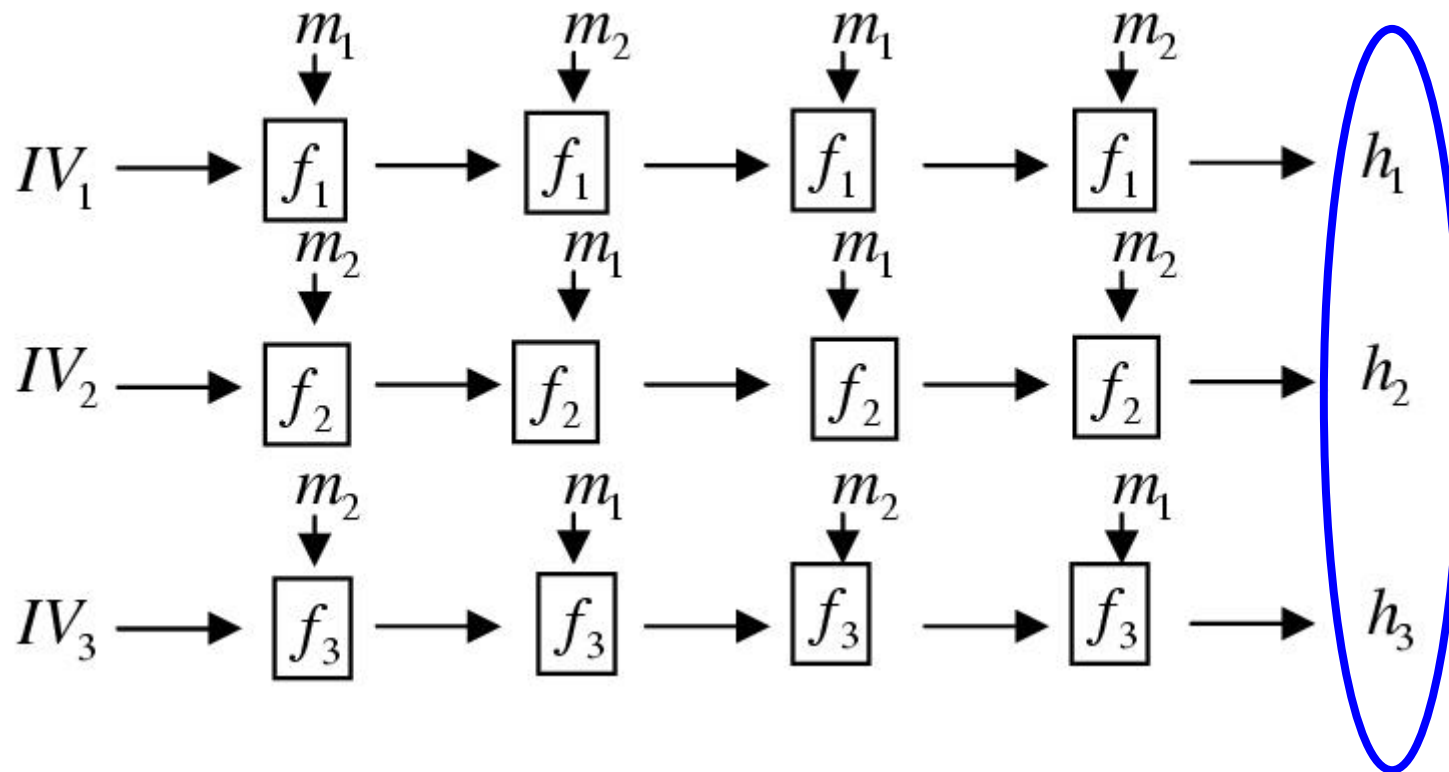 m₁ m₂ m₁ m₂
IV₁ f₁ f₁ f₁ f₁ h₁
m₂ m₁ m₁ m₂
IV₂ f₂ f₂ f₂ f₂ h₂
m₂ m₁ m₂ m₁
IV₃ f₃ f₃ f₃ f₃ h₃